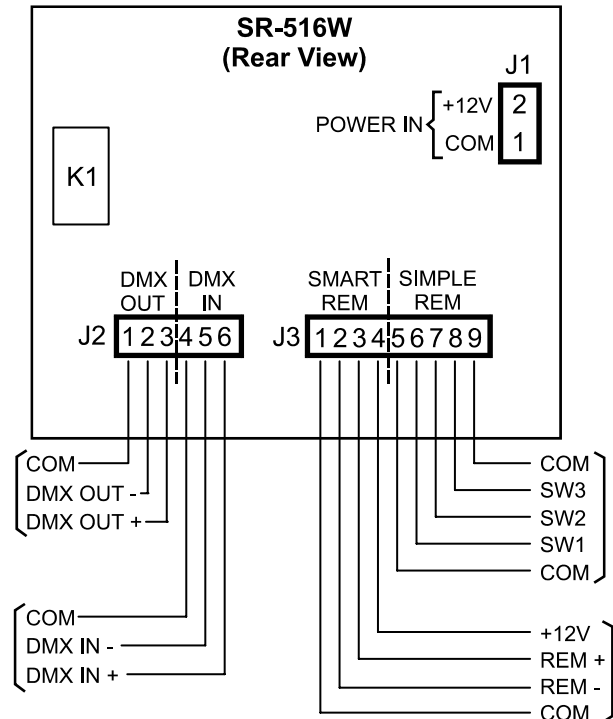 SR-516W
(Rear View)
J1
POWER IN
+12V 2
COM 1
K1
DMX OUT
DMX IN
SMART REM
SIMPLE REM
J2 1 2 3 4 5 6
J3 1 2 3 4 5 6 7 8 9
COM
DMX OUT -
DMX OUT +
COM
DMX IN -
DMX IN +
COM
SW3
SW2
SW1
COM
+12V
REM +
REM -
COM